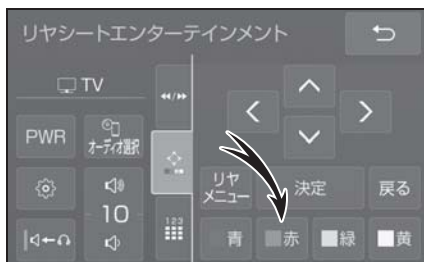 リヤシートエンターテインメント
TV
PWR
オーディオ選択
10
123
リヤ
メニュー
決定
戻る
青
赤
緑
黄